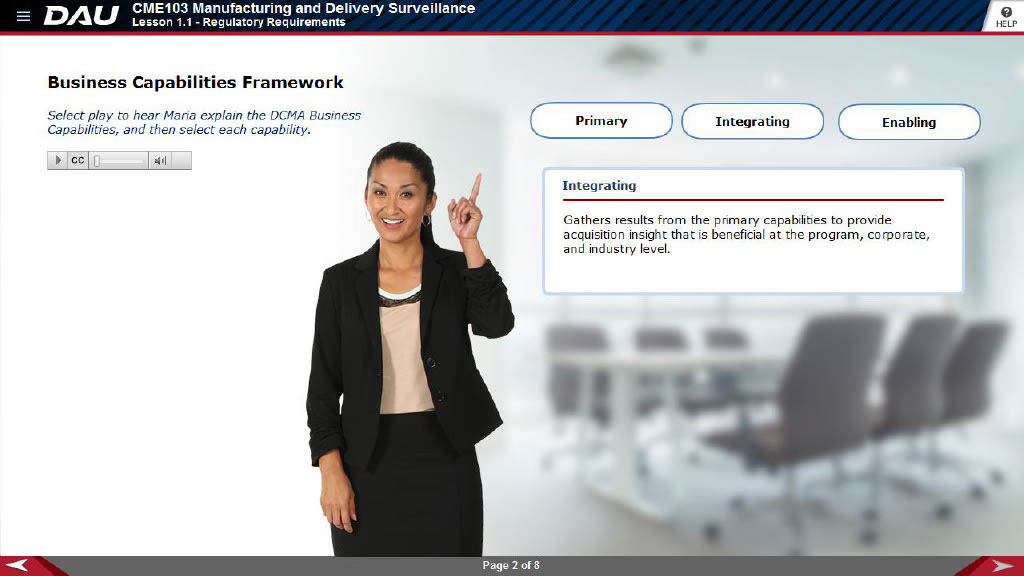 DAU
CME103 Manufacturing and Delivery Surveillance
Lesson 1.1 - Regulatory Requirements
HELP
Business Capabilities Framework
Select play to hear Maria explain the DCMA Business
Capabilities, and then select each capability.
CC
Primary
Integrating
Enabling
Integrating
Gathers results from the primary capabilities to provide
acquisition insight that is beneficial at the program, corporate,
and industry level.
Page 2 of 8